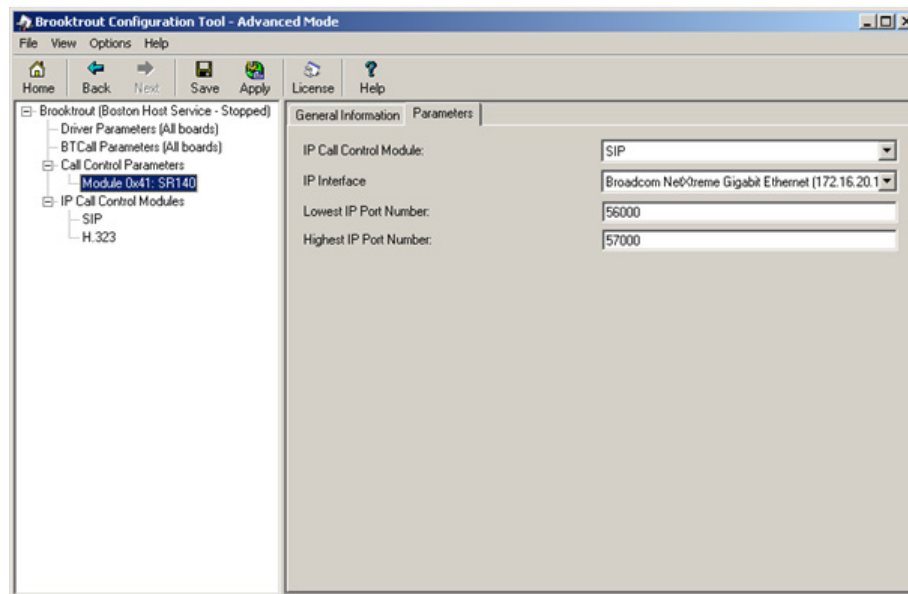 Brooktrout Configuration Tool - Advanced Mode
File View Options Help
Home Back Next Save Apply License Help
Brooktrout (Boston Host Service - Stopped)
Driver Parameters (All boards)
BTCall Parameters (All boards)
Call Control Parameters
Module 0x41: SR140
IP Call Control Modules
SIP
H.323
General Information Parameters
IP Call Control Module: SIP
IP Interface Broadcom NetXtreme Gigabit Ethernet (172.16.20.1
Lowest IP Port Number: 56000
Highest IP Port Number: 57000